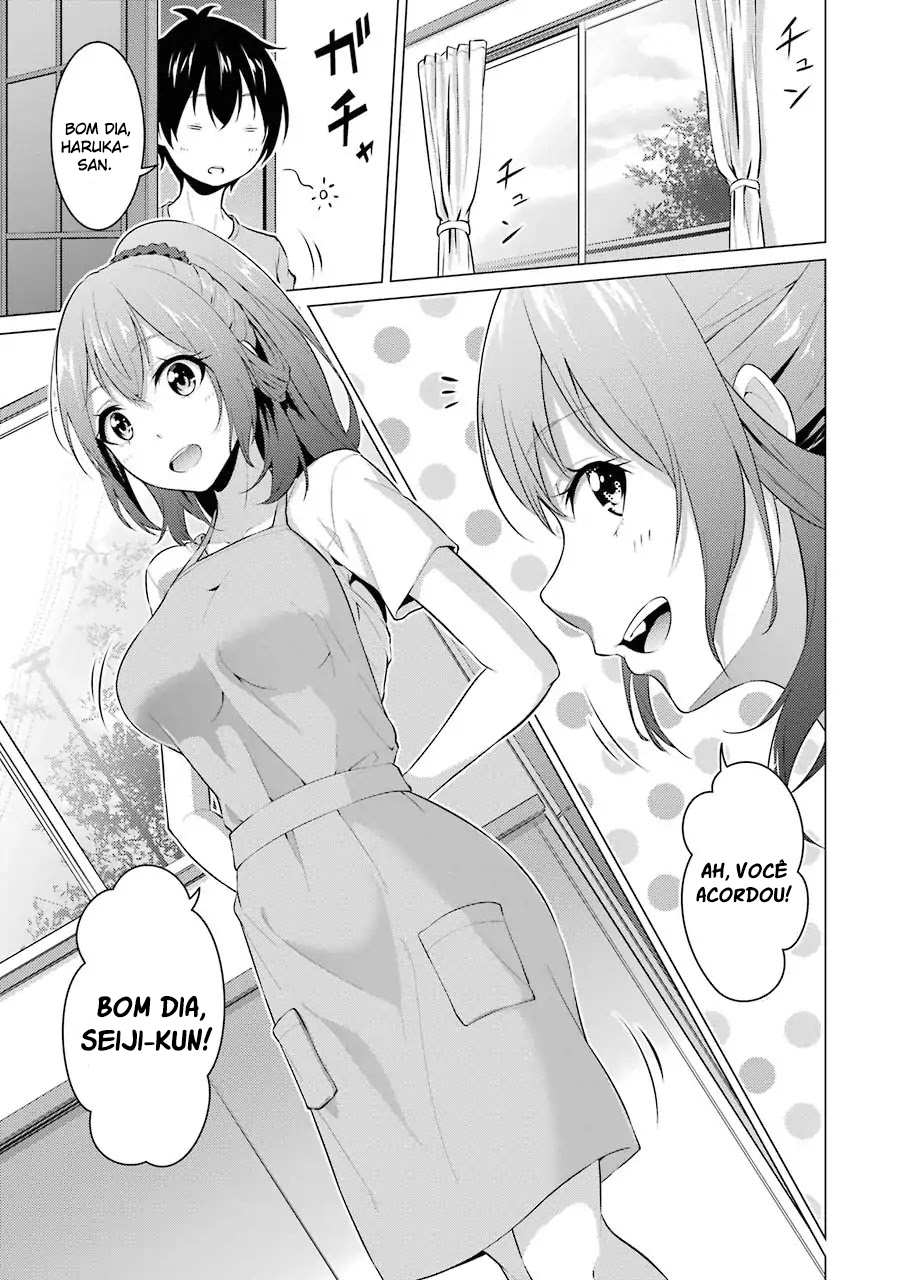 チュン
チュン
ガチャ
BOM DIA,
HARUKA-
SAN.
AH, VOCÊ
ACORDOU!
BOM DIA,
SEIJI-KUN!